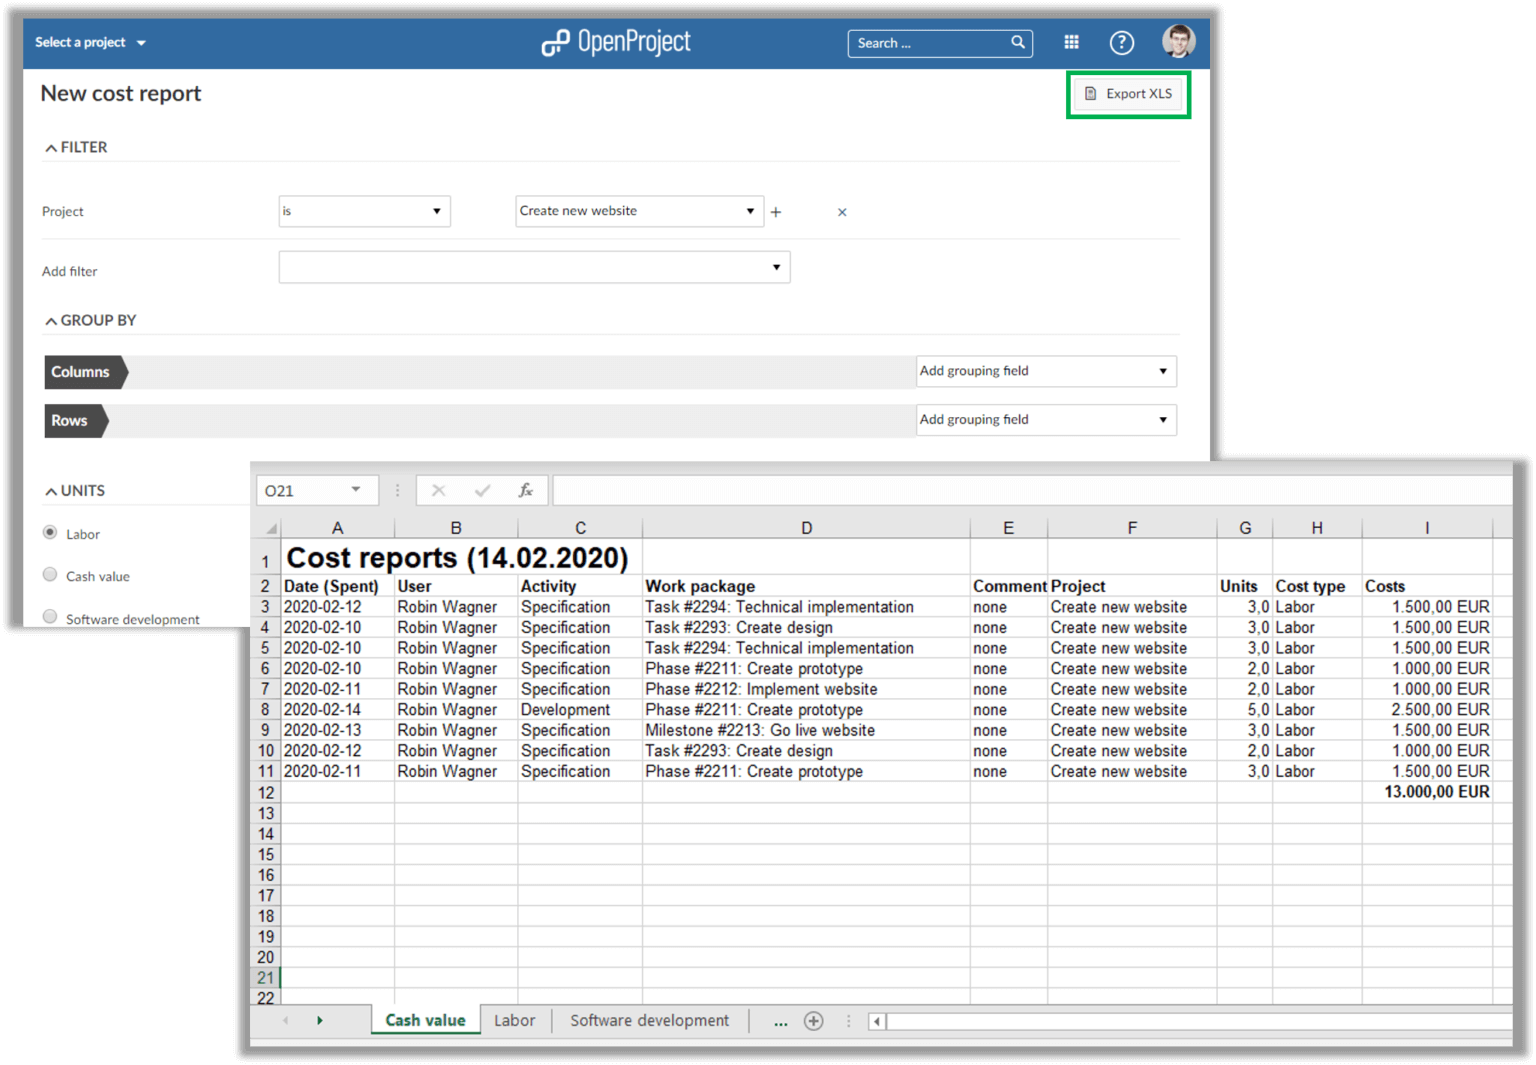 Select a project
OpenProject
Search ...
?
New cost report
Export XLS
FILTER
Project is Create new website + ×
Add filter
GROUP BY
Columns Add grouping field
Rows Add grouping field
UNITS
Labor
Cash value
Software development
O21 fx
A B C D E F G H I
1 Cost reports (14.02.2020)
2 Date (Spent) User Activity Work package Comment Project Units Cost type Costs
3 2020-02-12 Robin Wagner Specification Task #2294: Technical implementation none Create new website 3,0 Labor 1.500,00 EUR
4 2020-02-10 Robin Wagner Specification Task #2293: Create design none Create new website 3,0 Labor 1.500,00 EUR
5 2020-02-10 Robin Wagner Specification Task #2294: Technical implementation none Create new website 3,0 Labor 1.500,00 EUR
6 2020-02-10 Robin Wagner Specification Phase #2211: Create prototype none Create new website 2,0 Labor 1.000,00 EUR
7 2020-02-11 Robin Wagner Specification Phase #2212: Implement website none Create new website 2,0 Labor 1.000,00 EUR
8 2020-02-14 Robin Wagner Development Phase #2211: Create prototype none Create new website 5,0 Labor 2.500,00 EUR
9 2020-02-13 Robin Wagner Specification Milestone #2213: Go live website none Create new website 3,0 Labor 1.500,00 EUR
10 2020-02-12 Robin Wagner Specification Task #2293: Create design none Create new website 2,0 Labor 1.000,00 EUR
11 2020-02-11 Robin Wagner Specification Phase #2211: Create prototype none Create new website 3,0 Labor 1.500,00 EUR
12 13.000,00 EUR
13
14
15
16
17
18
19
20
21
22
Cash value Labor Software development ...